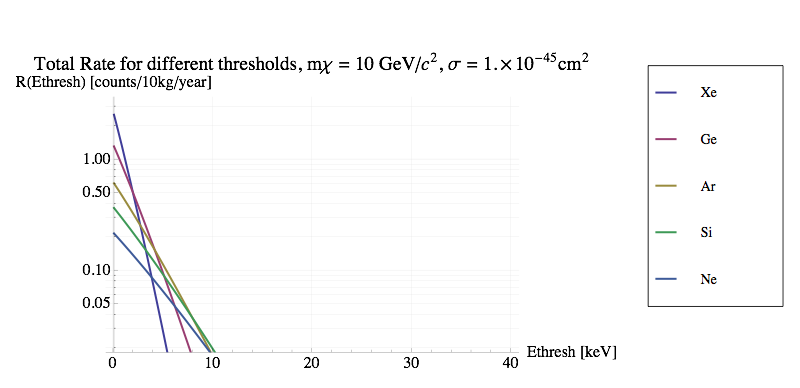 Total Rate for different thresholds, mχ = 10 GeV/c², σ = 1.×10⁻⁴⁵cm²
R(Ethresh) [counts/10kg/year]
1.00
0.50
0.10
0.05
0 10 20 30 40
Ethresh [keV]
Xe
Ge
Ar
Si
Ne